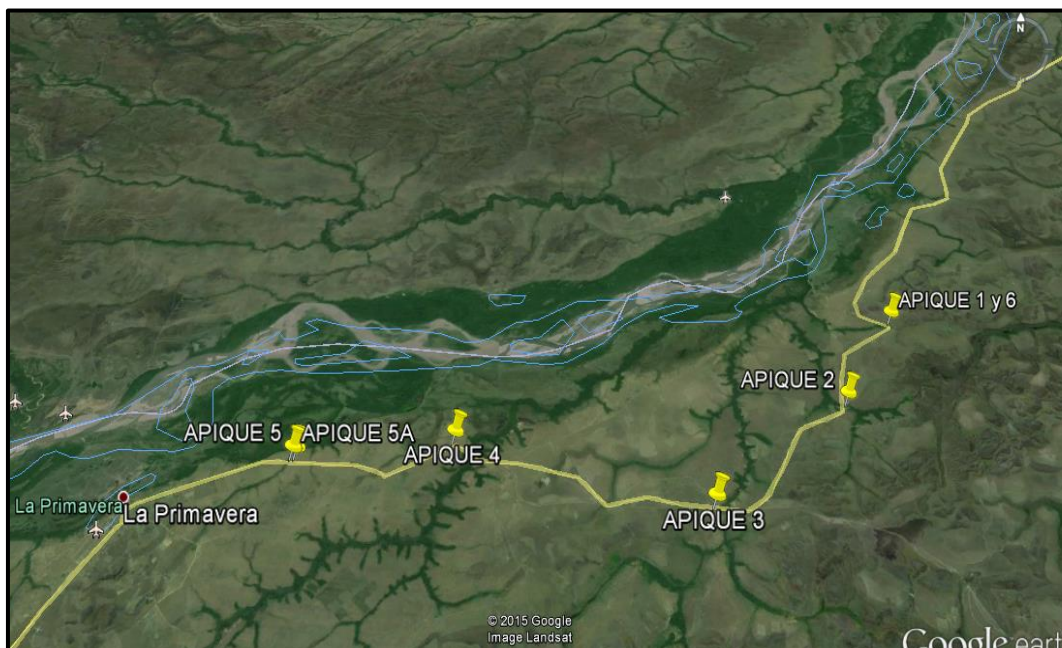 N
APIQUE 1 y 6
APIQUE 2
APIQUE 5
APIQUE 5A
APIQUE 4
APIQUE 3
La Primavera
La Primavera
© 2015 Google
Image Landsat
Google eart